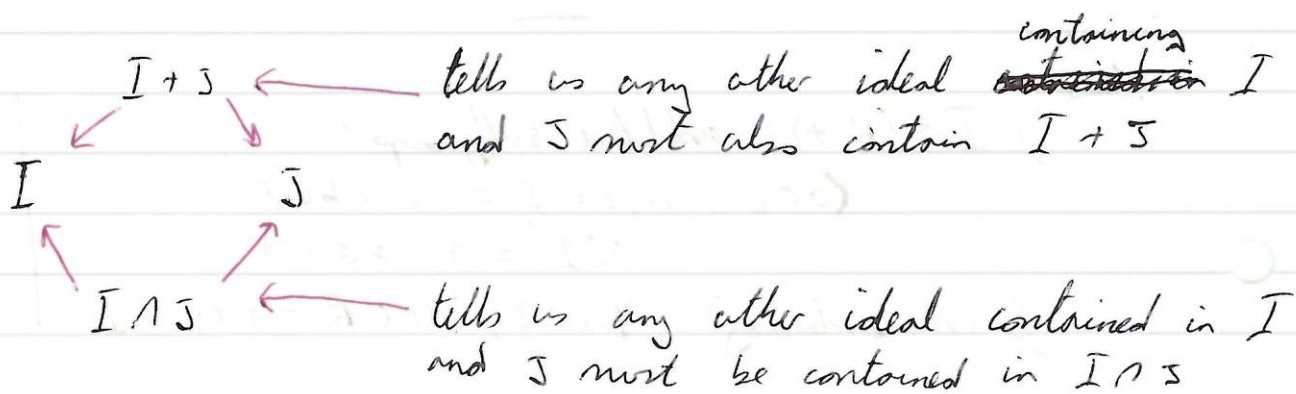 containing
I + J tells us any other ideal I
and J must also contain I + J
I J
I ∩ J tells us any other ideal contained in I
and J must be contained in I ∩ J